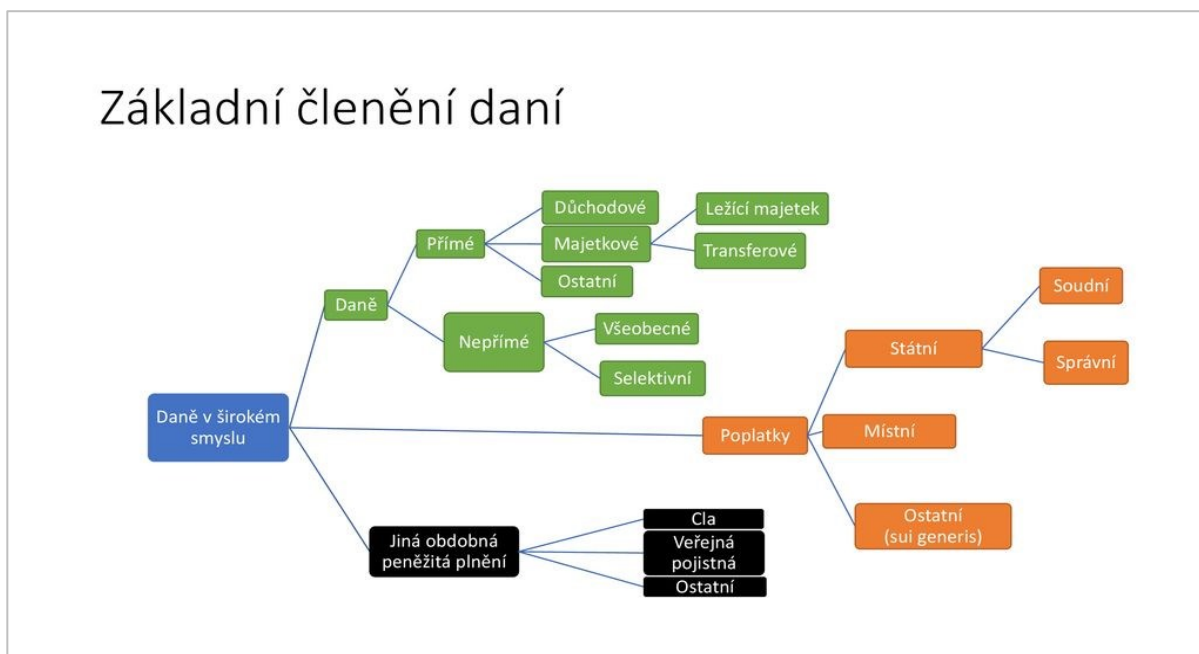 Základní členění daní
Důchodové
Ležící majetek
Přímé
Majetkové
Transferové
Ostatní
Daně
Nepřímé
Všeobecné
Selektivní
Daně v širokém
smyslu
Poplatky
Státní
Soudní
Správní
Místní
Ostatní
(sui generis)
Jiná obdobná
peněžitá plnění
Cla
Veřejná
pojistná
Ostatní